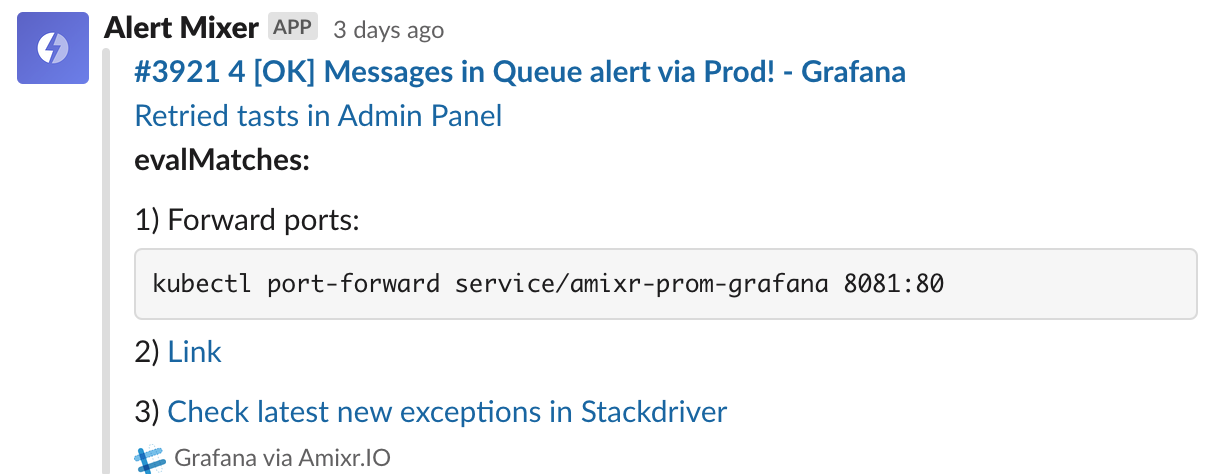 Alert Mixer APP 3 days ago
#3921 4 [OK] Messages in Queue alert via Prod! - Grafana
Retried tasts in Admin Panel
evalMatches:
1) Forward ports:
kubectl port-forward service/amixr-prom-grafana 8081:80
2) Link
3) Check latest new exceptions in Stackdriver
Grafana via Amixr.IO